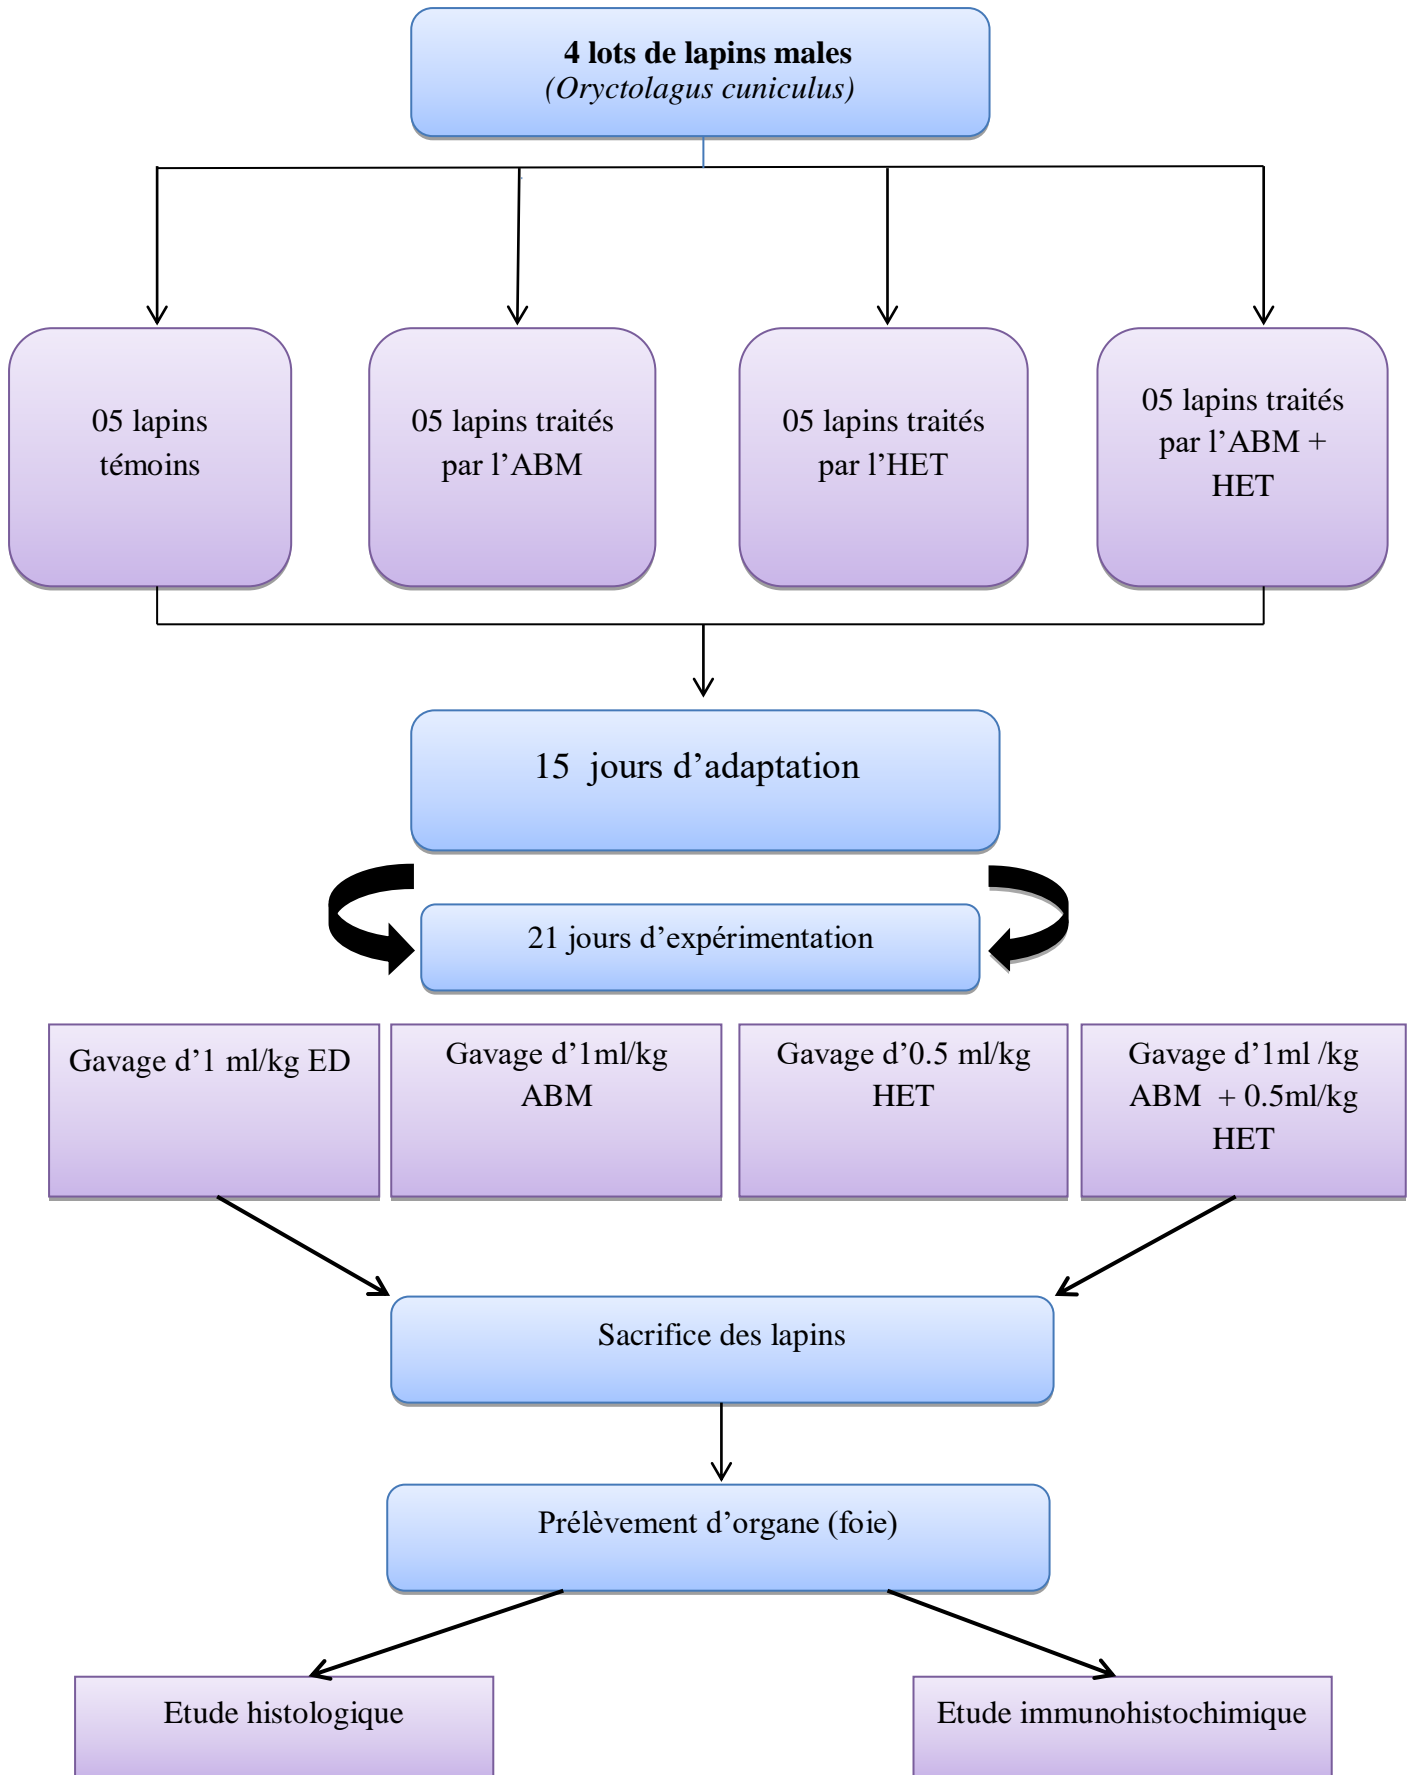 4 lots de lapins males
(Oryctolagus cuniculus)
05 lapins
témoins
05 lapins traités
par l’ABM
05 lapins traités
par l’HET
05 lapins traités
par l’ABM +
HET
15 jours d’adaptation
21 jours d’expérimentation
Gavage d’1 ml/kg ED
Gavage d’1ml/kg
ABM
Gavage d’0.5 ml/kg
HET
Gavage d’1ml /kg
ABM + 0.5ml/kg
HET
Sacrifice des lapins
Prélèvement d’organe (foie)
Etude histologique
Etude immunohistochimique